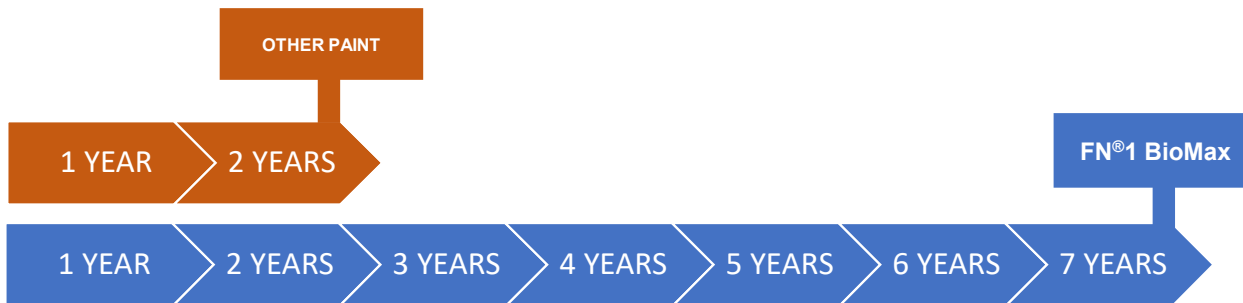 OTHER PAINT
1 YEAR
2 YEARS
FN®1 BioMax
1 YEAR
2 YEARS
3 YEARS
4 YEARS
5 YEARS
6 YEARS
7 YEARS